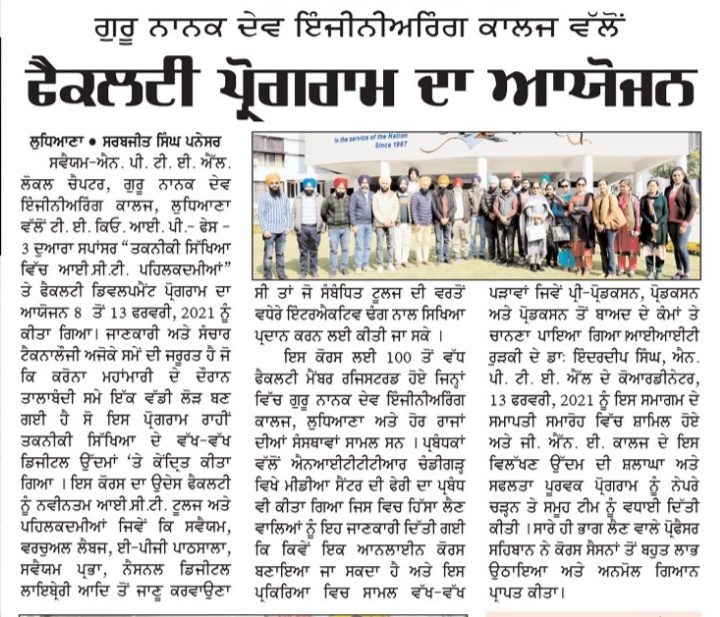 ਗੁਰੂ ਨਾਨਕ ਦੇਵ ਇੰਜੀਨੀਅਰਿੰਗ ਕਾਲਜ ਵੱਲੋਂ
ਫੈਕਲਟੀ ਪ੍ਰੋਗਰਾਮ ਦਾ ਆਯੋਜਨ
ਲੁਧਿਆਣਾ • ਸਰਬਜੀਤ ਸਿੰਘ ਪਨੇਸਰ
ਸਵੈਯਮ-ਐਨ. ਪੀ. ਟੀ. ਈ. ਐੱਲ.
ਲੋਕਲ ਚੈਪਟਰ, ਗੁਰੂ ਨਾਨਕ ਦੇਵ
ਇੰਜੀਨੀਅਰਿੰਗ ਕਾਲਜ, ਲੁਧਿਆਣਾ
ਵੱਲੋਂ ਟੀ. ਈ. ਕਿਓ. ਆਈ. ਪੀ.- ਫੇਸ -
3 ਦੁਆਰਾ ਸਪਾਂਸਰ “ਤਕਨੀਕੀ ਸਿੱਖਿਆ
ਵਿੱਚ ਆਈ.ਸੀ.ਟੀ. ਪਹਿਲਕਦਮੀਆਂ”
ਤੇ ਫੈਕਲਟੀ ਡਿਵਲਪਮੈਂਟ ਪ੍ਰੋਗਰਾਮ ਦਾ
ਆਯੋਜਨ 8 ਤੋਂ 13 ਫਰਵਰੀ, 2021 ਨੂੰ
ਕੀਤਾ ਗਿਆ। ਜਾਣਕਾਰੀ ਅਤੇ ਸੰਚਾਰ
ਟੈਕਨਾਲੋਜੀ ਅਜੋਕੇ ਸਮੇਂ ਦੀ ਜਰੂਰਤ ਹੈ ਜੋ
ਕਿ ਕਰੋਨਾ ਮਹਾਂਮਾਰੀ ਦੇ ਦੌਰਾਨ
ਤਾਲਾਬੰਦੀ ਸਮੇ ਇੱਕ ਵੱਡੀ ਲੋੜ ਬਣ
ਗਈ ਹੈ ਸੋ ਇਸ ਪ੍ਰੋਗਰਾਮ ਰਾਹੀਂ
ਤਕਨੀਕੀ ਸਿੱਖਿਆ ਦੇ ਵੱਖ-ਵੱਖ
ਡਿਜੀਟਲ ਉੱਦਮਾਂ ‘ਤੇ ਕੇਂਦ੍ਰਿਤ ਕੀਤਾ
ਗਿਆ । ਇਸ ਕੋਰਸ ਦਾ ਉਦੇਸ ਫੈਕਲਟੀ
ਨੂੰ ਨਵੀਨਤਮ ਆਈ.ਸੀ.ਟੀ. ਟੂਲਜ ਅਤੇ
ਪਹਿਲਕਦਮੀਆਂ ਜਿਵੇਂ ਕਿ ਸਵੈਯਮ,
ਵਰਚੁਅਲ ਲੈਬਜ, ਈ-ਪੀਜੀ ਪਾਠਸਾਲਾ,
ਸਵੈਯਮ ਪ੍ਰਭਾ, ਨੈਸਨਲ ਡਿਜੀਟਲ
ਲਾਇਬ੍ਰੇਰੀ ਆਦਿ ਤੋਂ ਜਾਣੂ ਕਰਵਾਉਣਾ
in the service of the Nation
Since 1957
ਸੀ ਤਾਂ ਜੋ ਸੰਬੰਧਿਤ ਟੂਲਜ ਦੀ ਵਰਤੋਂ
ਵਧੇਰੇ ਇੰਟਰਐਕਟਿਵ ਢੰਗ ਨਾਲ ਸਿਖਿਆ
ਪ੍ਰਦਾਨ ਕਰਨ ਲਈ ਕੀਤੀ ਜਾ ਸਕੇ ।
ਇਸ ਕੋਰਸ ਲਈ 100 ਤੋਂ ਵੱਧ
ਫੈਕਲਟੀ ਮੈਂਬਰ ਰਜਿਸਟਰਡ ਹੋਏ ਜਿਨ੍ਹਾਂ
ਵਿੱਚ ਗੁਰੂ ਨਾਨਕ ਦੇਵ ਇੰਜੀਨੀਅਰਿੰਗ
ਕਾਲਜ, ਲੁਧਿਆਣਾ ਅਤੇ ਹੋਰ ਰਾਜਾਂ
ਦੀਆਂ ਸੰਸਥਾਵਾਂ ਸਾਮਲ ਸਨ । ਪ੍ਰਬੰਧਕਾਂ
ਵੱਲੋਂ ਐਨਆਈਟੀਟੀਟੀਆਰ ਚੰਡੀਗੜ੍ਹ
ਵਿਖੇ ਮੀਡੀਆ ਸੈਂਟਰ ਦੀ ਫੇਰੀ ਦਾ ਪ੍ਰਬੰਧ
ਵੀ ਕੀਤਾ ਗਿਆ ਜਿਸ ਵਿਚ ਹਿੱਸਾ ਲੈਣ
ਵਾਲਿਆਂ ਨੂੰ ਇਹ ਜਾਣਕਾਰੀ ਦਿੱਤੀ ਗਈ
ਕਿ ਕਿਵੇਂ ਇਕ ਆਨਲਾਈਨ ਕੋਰਸ
ਬਣਾਇਆ ਜਾ ਸਕਦਾ ਹੈ ਅਤੇ ਇਸ
ਪ੍ਰਕਿਰਿਆ ਵਿਚ ਸਾਮਲ ਵੱਖ-ਵੱਖ
ਪੜਾਵਾਂ ਜਿਵੇਂ ਪ੍ਰੀ-ਪ੍ਰੋਡਕਸਨ, ਪ੍ਰੋਡਕਸਨ
ਅਤੇ ਪ੍ਰੋਡਕਸਨ ਤੋਂ ਬਾਅਦ ਦੇ ਕੰਮਾਂ ਤੇ
ਚਾਨਣਾ ਪਾਇਆ ਗਿਆ।ਆਈਆਈਟੀ
ਰੁੜਕੀ ਦੇ ਡਾ: ਇੰਦਰਦੀਪ ਸਿੰਘ, ਐਨ.
ਪੀ. ਟੀ. ਈ. ਐੱਲ ਦੇ ਕੋਆਰਡੀਨੇਟਰ,
13 ਫਰਵਰੀ, 2021 ਨੂੰ ਇਸ ਸਮਾਗਮ ਦੇ
ਸਮਾਪਤੀ ਸਮਾਰੋਹ ਵਿੱਚ ਸ਼ਾਮਿਲ ਹੋਏ
ਅਤੇ ਜੀ. ਐੱਨ. ਈ. ਕਾਲਜ ਦੇ ਇਸ
ਵਿਲੱਖਣ ਉੱਦਮ ਦੀ ਸ਼ਲਾਘਾ ਅਤੇ
ਸਫਲਤਾ ਪੂਰਵਕ ਪ੍ਰੋਗਰਾਮ ਨੂੰ ਨੇਪਰੇ
ਚੜ੍ਹਨ ਤੇ ਸਮੂਹ ਟੀਮ ਨੂੰ ਵਧਾਈ ਦਿੱਤੀ
ਕੀਤੀ ।ਸਾਰੇ ਹੀ ਭਾਗ ਲੈਣ ਵਾਲੇ ਪ੍ਰੋਫੈਸਰ
ਸਹਿਬਾਨ ਨੇ ਕੋਰਸ ਸੈਸਨਾਂ ਤੋਂ ਬਹੁਤ ਲਾਭ
ਉਠਾਇਆ ਅਤੇ ਅਨਮੋਲ ਗਿਆਨ
ਪ੍ਰਾਪਤ ਕੀਤਾ।